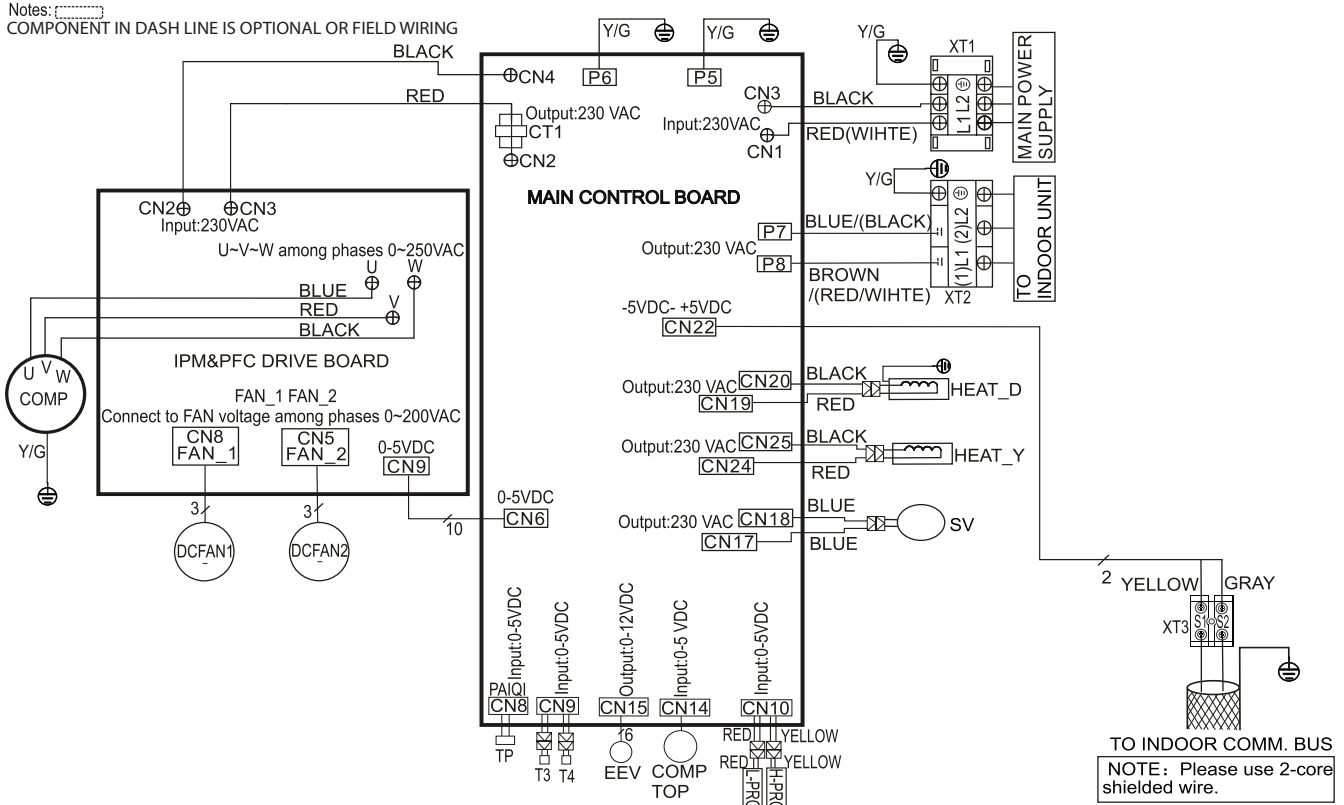 Notes:
COMPONENT IN DASH LINE IS OPTIONAL OR FIELD WIRING
BLACK
RED
CN4
P6
P5
Y/G
Y/G
Y/G
Output:230 VAC
CT1
CN2
CN3
Input:230VAC
CN1
BLACK
RED(WIHTE)
XT1
L1 L2
MAIN POWER
SUPPLY
MAIN CONTROL BOARD
Y/G
P7
Output:230 VAC
P8
BLUE/(BLACK)
BROWN
/(RED/WIHTE)
(1)L1 (2)L2
XT2
TO
INDOOR UNIT
CN2
CN3
Input:230VAC
U~V~W among phases 0~250VAC
U
W
V
BLUE
RED
BLACK
IPM&PFC DRIVE BOARD
U V W
COMP
Y/G
FAN_1 FAN_2
Connect to FAN voltage among phases 0~200VAC
CN8
FAN_1
CN5
FAN_2
0-5VDC
CN9
3
3
10
DCFAN1
~
DCFAN2
~
0-5VDC
CN6
-5VDC- +5VDC
CN22
Output:230 VAC
CN20
CN19
BLACK
RED
HEAT_D
Output:230 VAC
CN25
CN24
BLACK
RED
HEAT_Y
Output:230 VAC
CN18
CN17
BLUE
BLUE
SV
2
YELLOW
GRAY
XT3
S1
S2
PAIQI
CN8
Input:0-5VDC
TP
CN9
Input:0-5VDC
T3
T4
CN15
Output:0-12VDC
6
EEV
CN14
Input:0-5 VDC
COMP
TOP
CN10
Input:0-5VDC
RED
YELLOW
RED
YELLOW
L-PRO
H-PRO
TO INDOOR COMM. BUS
NOTE: Please use 2-core
shielded wire.